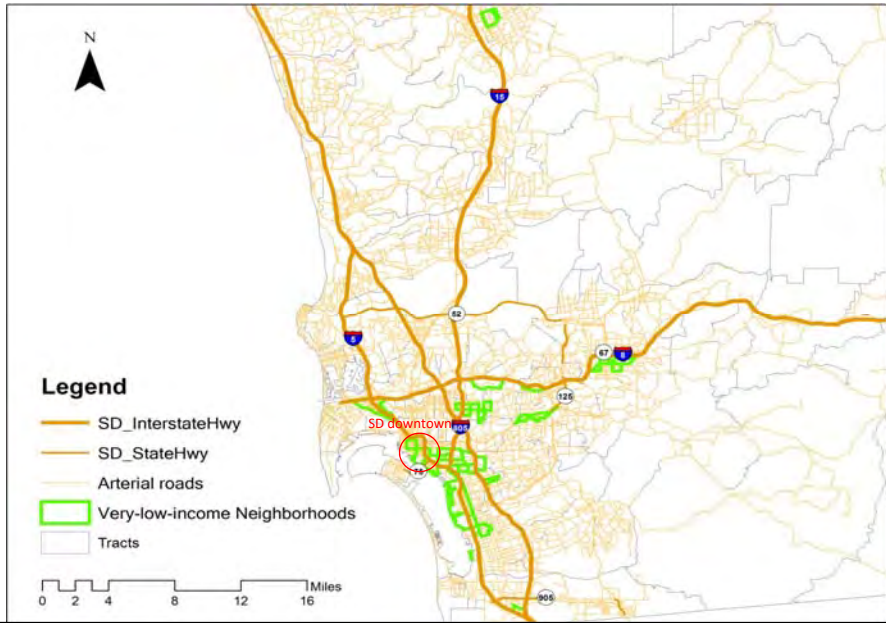 N
15
52
5
67
8
125
SD downtown
805
75
905
Legend
SD_InterstateHwy
SD_StateHwy
Arterial roads
Very-low-income Neighborhoods
Tracts
Miles
0 2 4 8 12 16